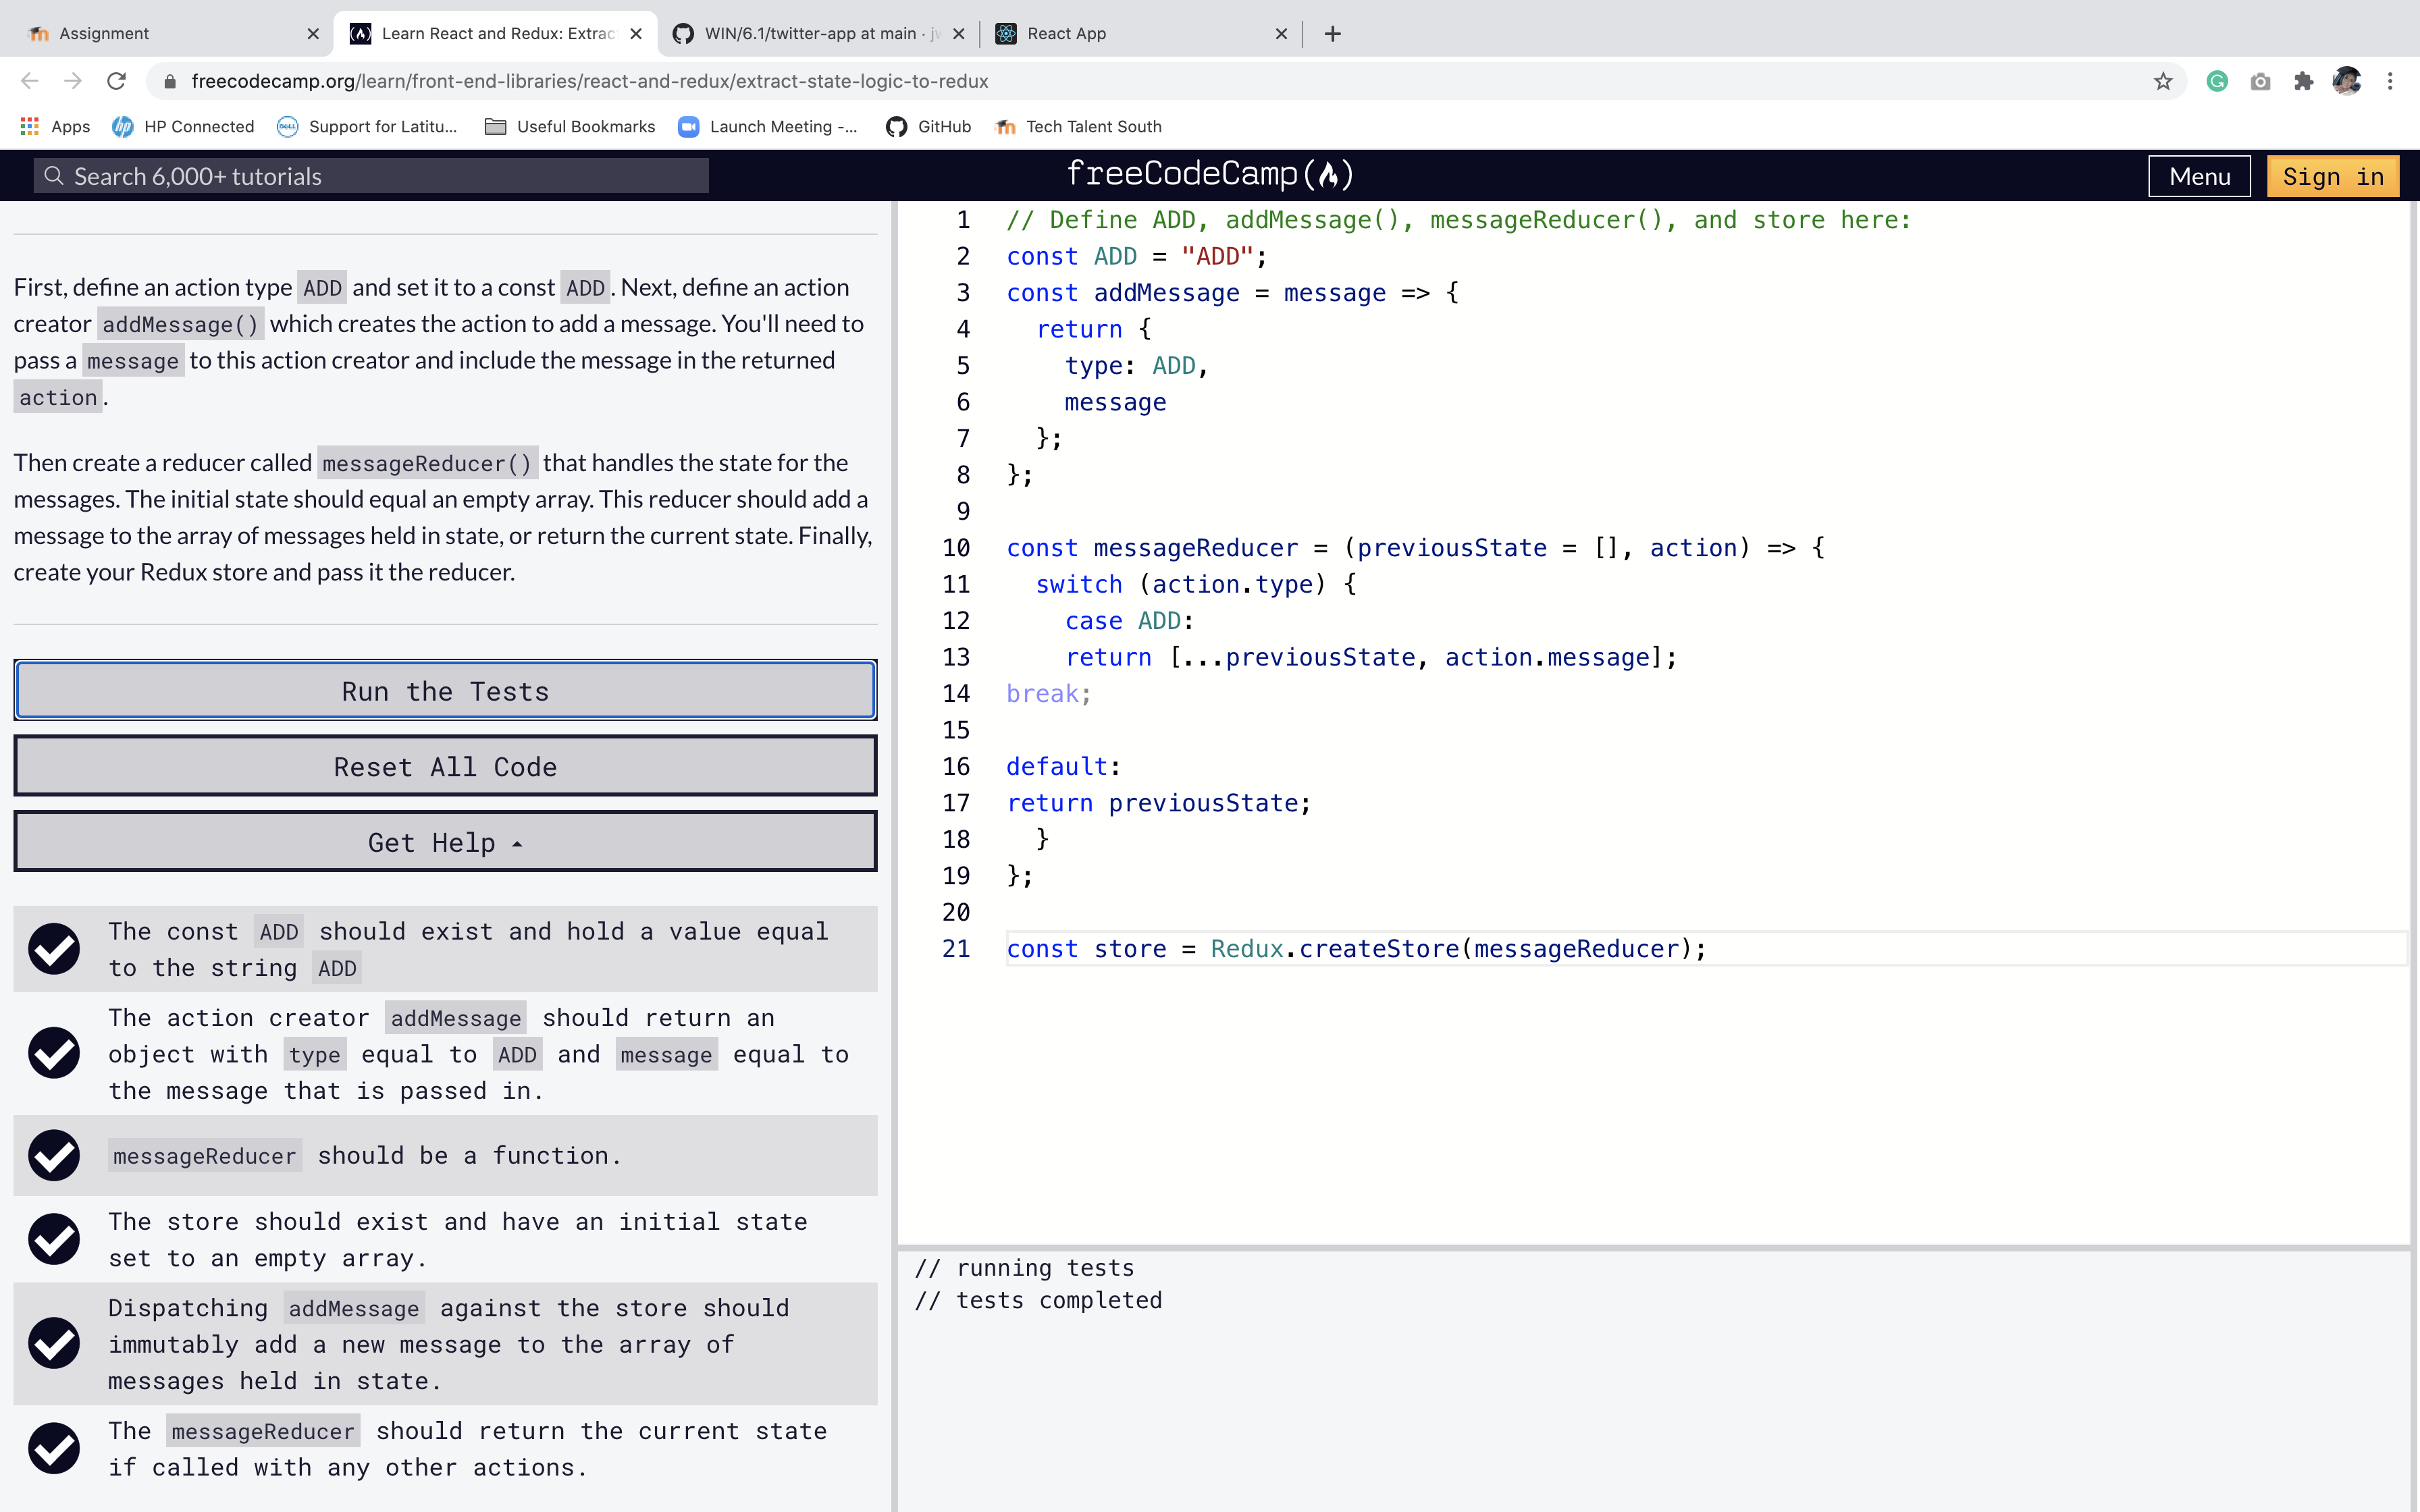 Assignment
Learn React and Redux: Extrac
WIN/6.1/twitter-app at main · jv
React App
freecodecamp.org/learn/front-end-libraries/react-and-redux/extract-state-logic-to-redux
Apps
HP Connected
Support for Latitu...
Useful Bookmarks
Launch Meeting -...
GitHub
Tech Talent South
Search 6,000+ tutorials
freeCodeCamp
Menu
Sign in
First, define an action type ADD and set it to a const ADD. Next, define an action
creator addMessage() which creates the action to add a message. You'll need to
pass a message to this action creator and include the message in the returned
action.
Then create a reducer called messageReducer() that handles the state for the
messages. The initial state should equal an empty array. This reducer should add a
message to the array of messages held in state, or return the current state. Finally,
create your Redux store and pass it the reducer.
Run the Tests
Reset All Code
Get Help
The const ADD should exist and hold a value equal
to the string ADD
The action creator addMessage should return an
object with type equal to ADD and message equal to
the message that is passed in.
messageReducer should be a function.
The store should exist and have an initial state
set to an empty array.
Dispatching addMessage against the store should
immutably add a new message to the array of
messages held in state.
The messageReducer should return the current state
if called with any other actions.
1 // Define ADD, addMessage(), messageReducer(), and store here:
2 const ADD = "ADD";
3 const addMessage = message => {
4 return {
5 type: ADD,
6 message
7 };
8 };
9
10 const messageReducer = (previousState = [], action) => {
11 switch (action.type) {
12 case ADD:
13 return [...previousState, action.message];
14 break;
15
16 default:
17 return previousState;
18 }
19 };
20
21 const store = Redux.createStore(messageReducer);
// running tests
// tests completed